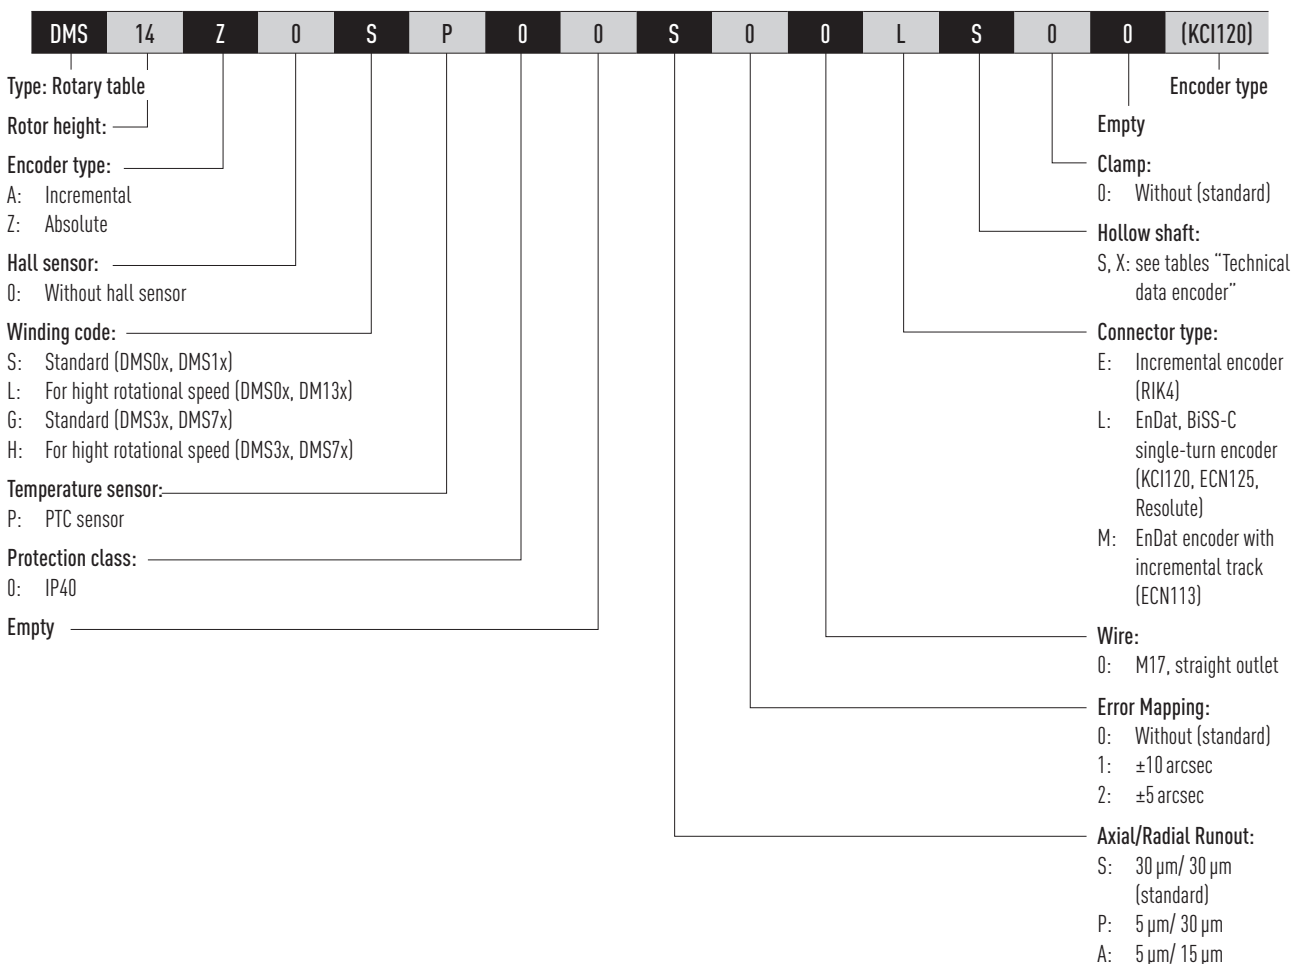 DMS 14 Z 0 S P 0 0 S 0 0 L S 0 0 (KCI120)
Type: Rotary table
Rotor height:
Encoder type:
A: Incremental
Z: Absolute
Hall sensor:
0: Without hall sensor
Winding code:
S: Standard (DMS0x, DMS1x)
L: For hight rotational speed (DMS0x, DM13x)
G: Standard (DMS3x, DMS7x)
H: For hight rotational speed (DMS3x, DMS7x)
Temperature sensor:
P: PTC sensor
Protection class:
0: IP40
Empty
Encoder type
Empty
Clamp:
0: Without (standard)
Hollow shaft:
S, X: see tables “Technical
data encoder”
Connector type:
E: Incremental encoder
(RIK4)
L: EnDat, BiSS-C
single-turn encoder
(KCI120, ECN125,
Resolute)
M: EnDat encoder with
incremental track
(ECN113)
Wire:
0: M17, straight outlet
Error Mapping:
0: Without (standard)
1: ±10 arcsec
2: ±5 arcsec
Axial/Radial Runout:
S: 30 µm/ 30 µm
(standard)
P: 5 µm/ 30 µm
A: 5 µm/ 15 µm